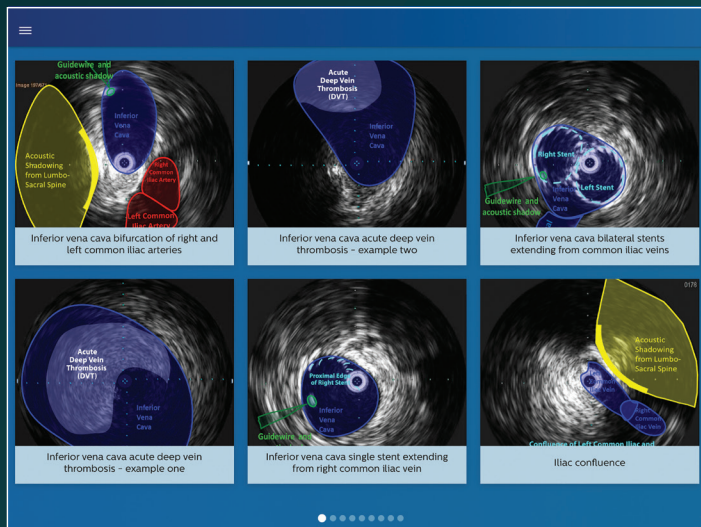 Guidewire and
acoustic shadow
Inferior
Vena
Cava
Acoustic
Shadowing
from Lumbo-
Sacral Spine
Right
Common
Iliac Artery
Left Common
Iliac Artery
Inferior vena cava bifurcation of right and
left common iliac arteries
Acute
Deep Vein
Thrombosis
(DVT)
Inferior
Vena
Cava
Inferior vena cava acute deep vein
thrombosis – example two
Right Stent
Left Stent
Inferior
Vena
Cava
Guidewire and
acoustic shadow
Inferior vena cava bilateral stents
extending from common iliac veins
Acute
Deep Vein
Thrombosis
(DVT)
Inferior
Vena
Cava
Inferior vena cava acute deep vein
thrombosis – example one
Proximal Edge
of Right Stent
Inferior
Vena
Cava
Guidewire and
Inferior vena cava single stent extending
from right common iliac vein
0178
Acoustic
Shadowing
from Lumbo-
Sacral Spine
Right
Common
Iliac Vein
Confluence of Left Common Iliac and
Iliac confluence